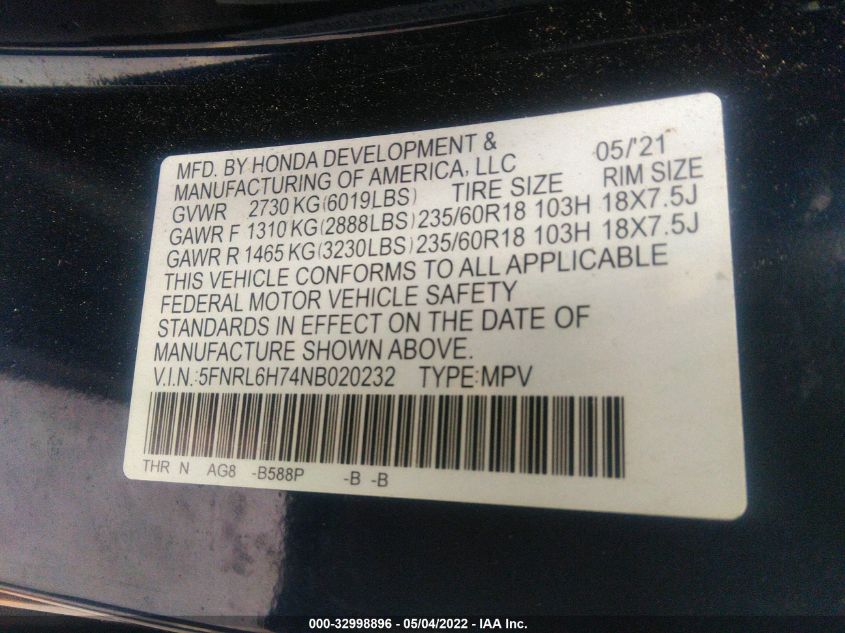 MFD. BY HONDA DEVELOPMENT & 05/'21
MANUFACTURING OF AMERICA, LLC
GVWR 2730 KG(6019LBS) TIRE SIZE RIM SIZE
GAWR F 1310 KG(2888LBS) 235/60R18 103H 18X7.5J
GAWR R 1465 KG(3230LBS) 235/60R18 103H 18X7.5J
THIS VEHICLE CONFORMS TO ALL APPLICABLE
FEDERAL MOTOR VEHICLE SAFETY
STANDARDS IN EFFECT ON THE DATE OF
MANUFACTURE SHOWN ABOVE.
V.I.N.:5FNRL6H74NB020232 TYPE:MPV
THR N AG8 -B588P -B -B
000-32998896 - 05/04/2022 - IAA Inc.